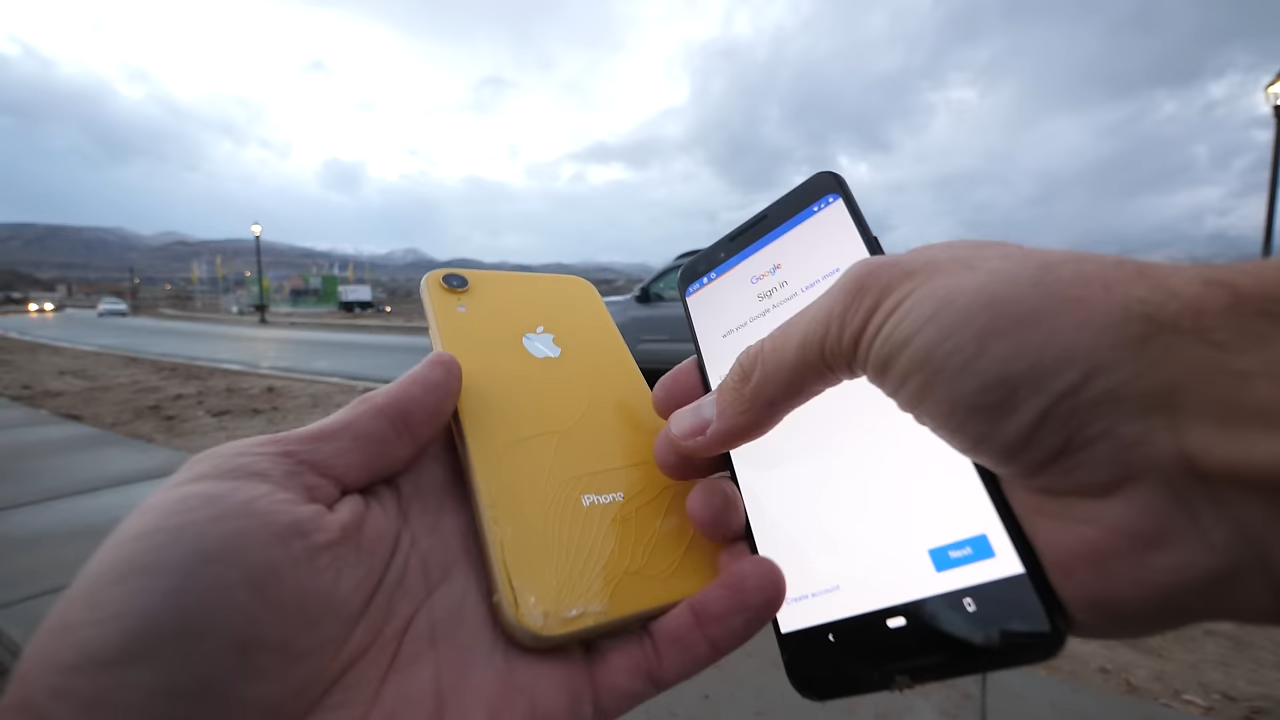 Google
Sign in
with your Google Account. Learn more
iPhone
Next
Create account